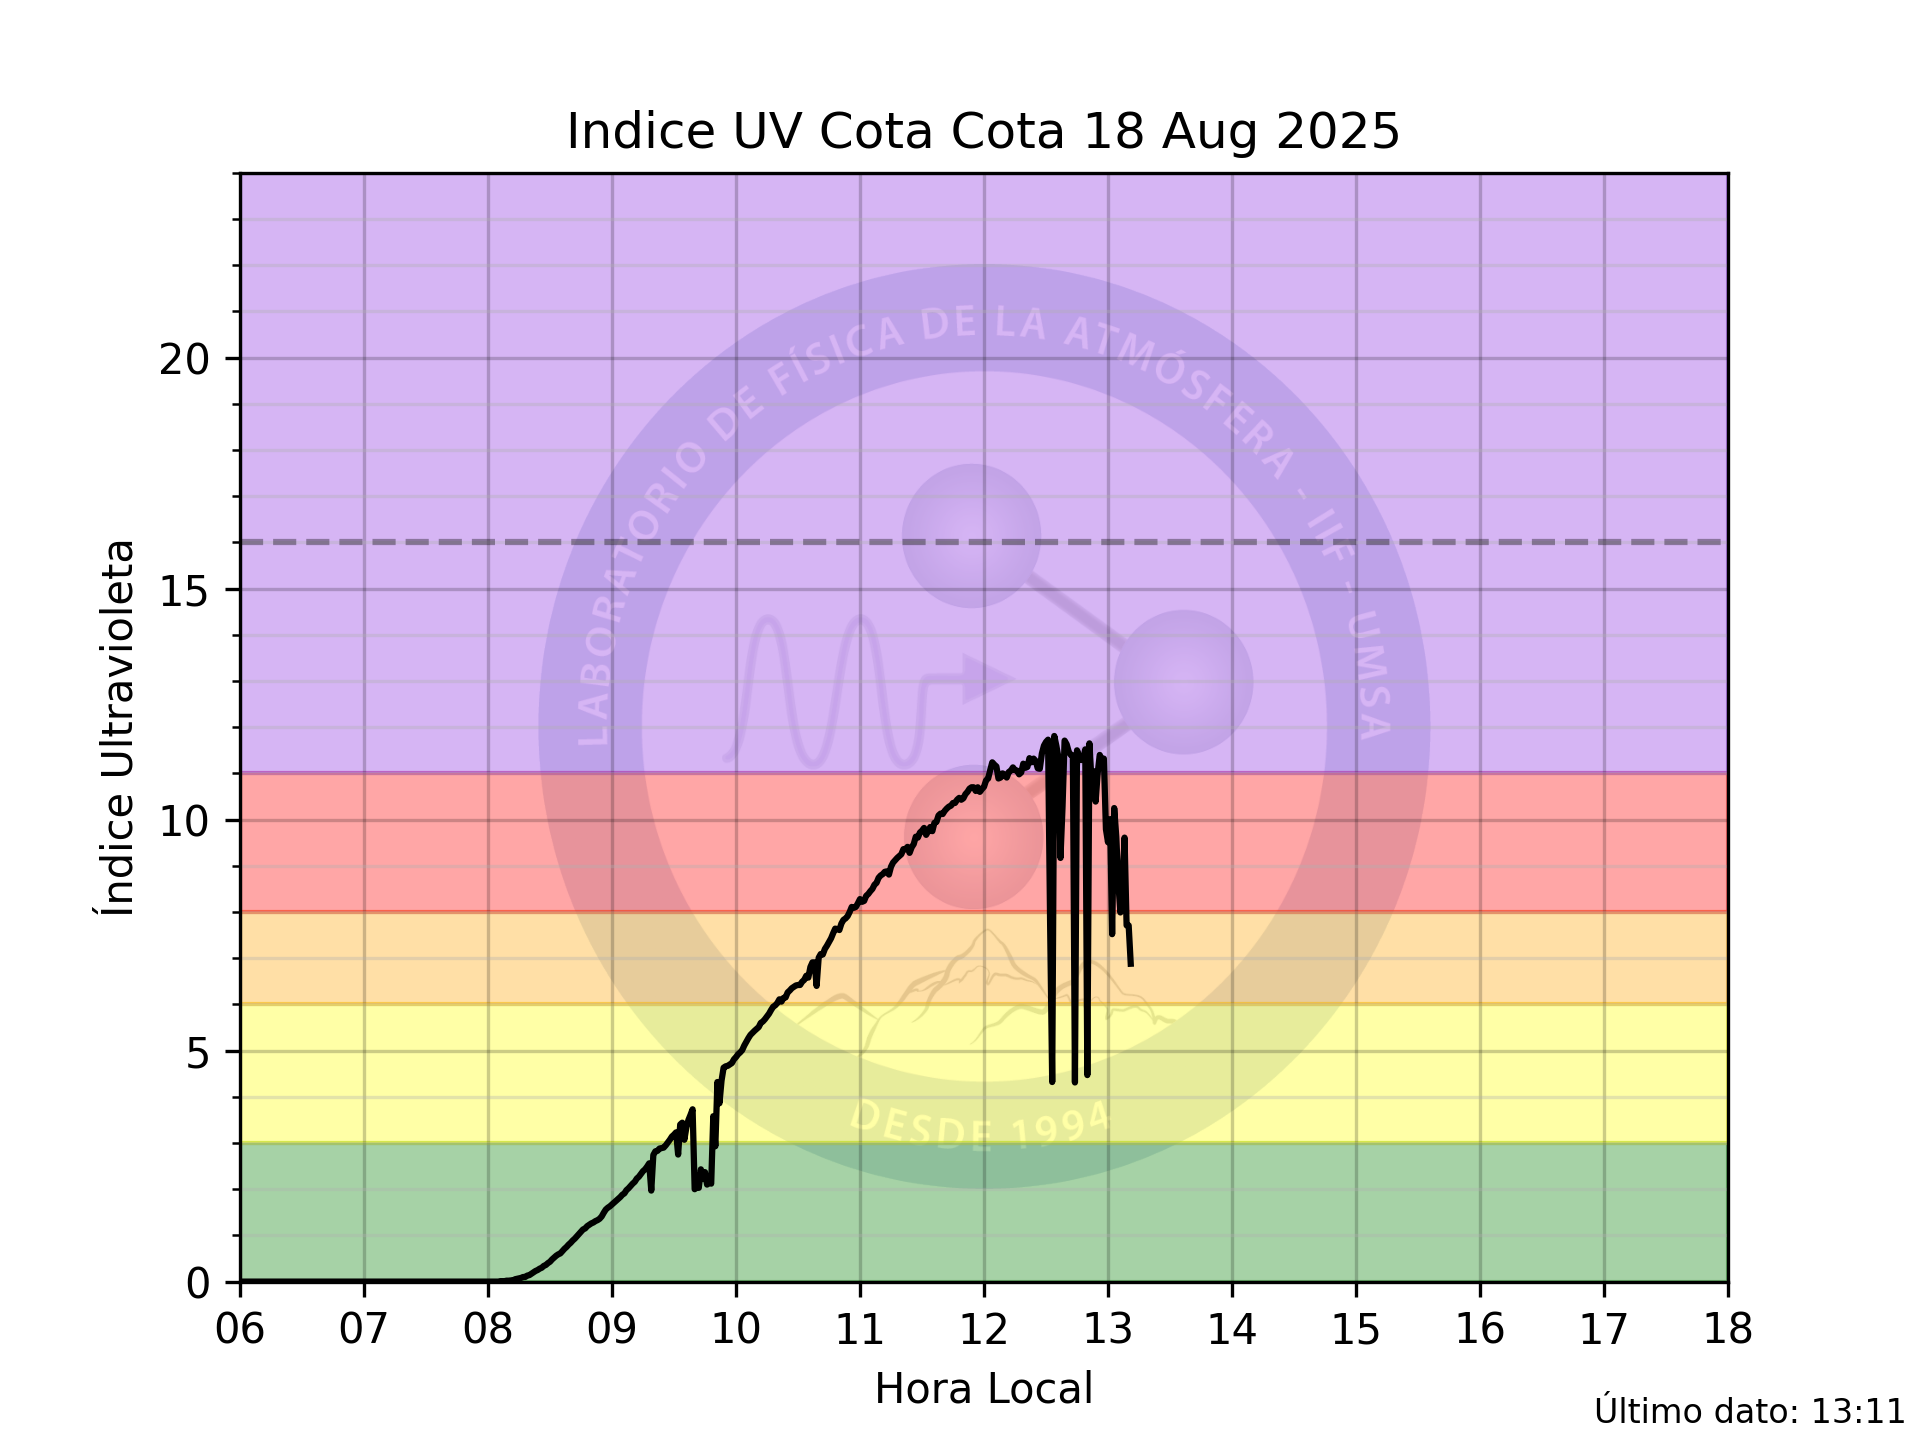 Indice UV Cota Cota 18 Aug 2025
LABORATORIO DE FÍSICA DE LA ATMÓSFERA - IIF - UMSA
DESDE 1994
Índice Ultravioleta
20
15
10
5
0
06 07 08 09 10 11 12 13 14 15 16 17 18
Hora Local
Último dato: 13:11